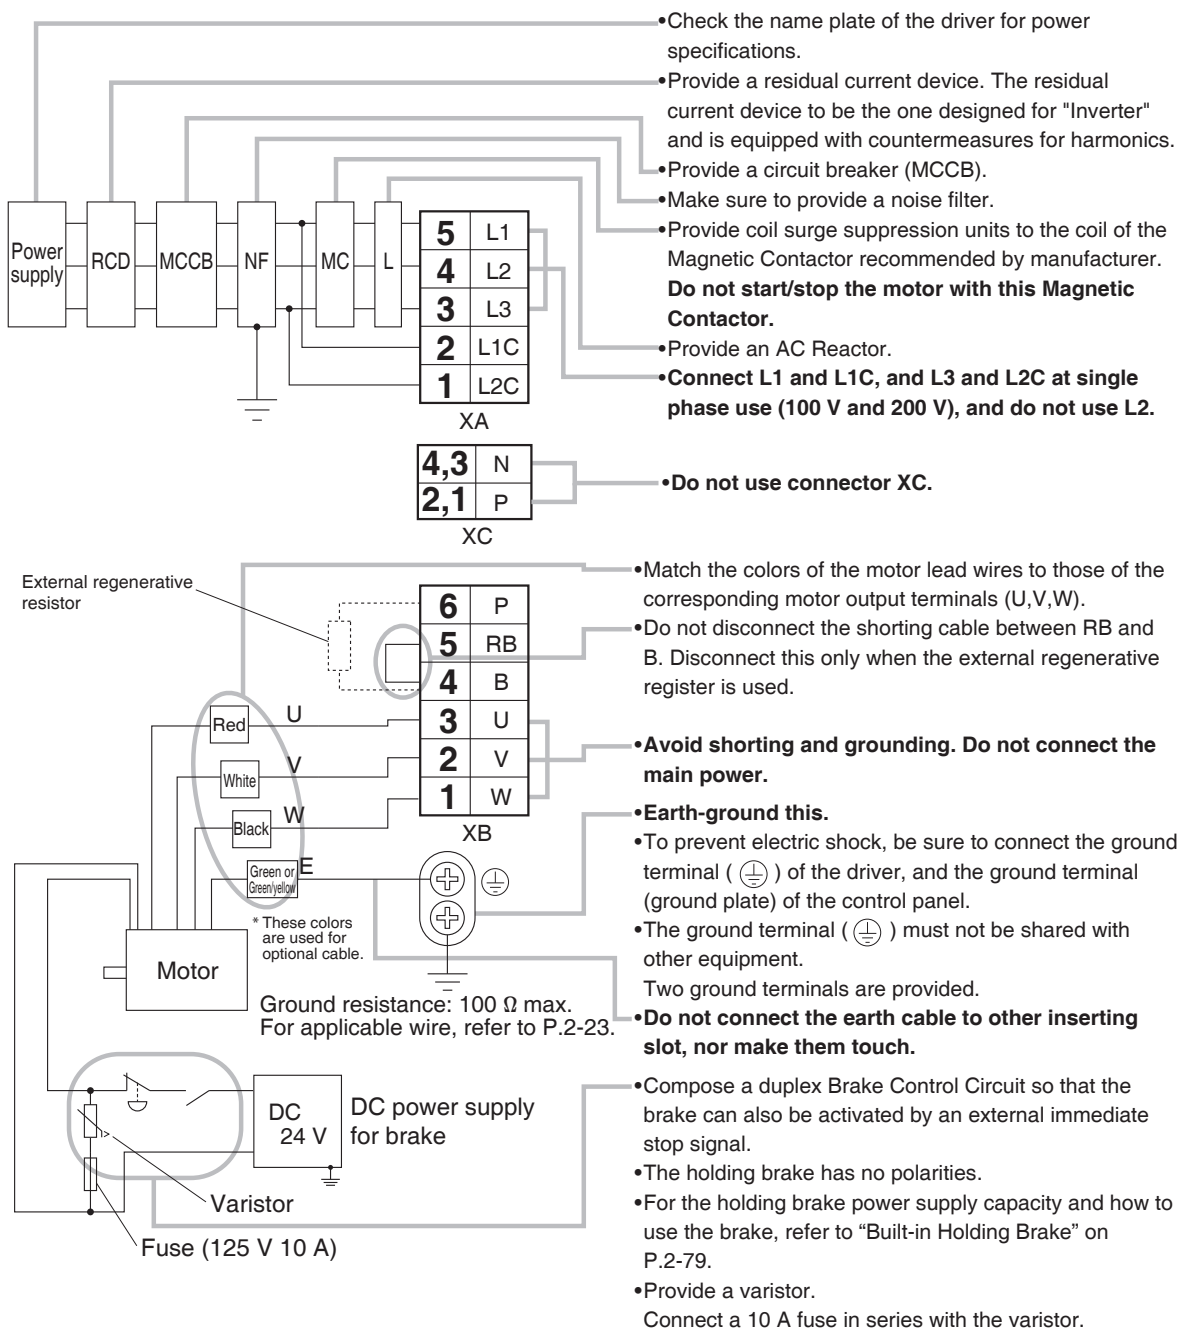 •Check the name plate of the driver for power
specifications.
•Provide a residual current device. The residual
current device to be the one designed for "Inverter"
and is equipped with countermeasures for harmonics.
•Provide a circuit breaker (MCCB).
•Make sure to provide a noise filter.
•Provide coil surge suppression units to the coil of the
Magnetic Contactor recommended by manufacturer.
Do not start/stop the motor with this Magnetic
Contactor.
•Provide an AC Reactor.
•Connect L1 and L1C, and L3 and L2C at single
phase use (100 V and 200 V), and do not use L2.
Power
supply
RCD
MCCB
NF
MC
L
5 L1
4 L2
3 L3
2 L1C
1 L2C
XA
4,3 N
2,1 P
XC
•Do not use connector XC.
External regenerative
resistor
6 P
5 RB
4 B
3 U
2 V
1 W
XB
Red U
White V
Black W
Green or
Green/yellow
E
* These colors
are used for
optional cable.
Motor
Ground resistance: 100 Ω max.
For applicable wire, refer to P.2-23.
•Match the colors of the motor lead wires to those of the
corresponding motor output terminals (U,V,W).
•Do not disconnect the shorting cable between RB and
B. Disconnect this only when the external regenerative
register is used.
•Avoid shorting and grounding. Do not connect the
main power.
•Earth-ground this.
•To prevent electric shock, be sure to connect the ground
terminal ( ⏚ ) of the driver, and the ground terminal
(ground plate) of the control panel.
•The ground terminal ( ⏚ ) must not be shared with
other equipment.
Two ground terminals are provided.
•Do not connect the earth cable to other inserting
slot, nor make them touch.
DC
24 V
DC power supply
for brake
Varistor
Fuse (125 V 10 A)
•Compose a duplex Brake Control Circuit so that the
brake can also be activated by an external immediate
stop signal.
•The holding brake has no polarities.
•For the holding brake power supply capacity and how to
use the brake, refer to “Built-in Holding Brake” on
P.2-79.
•Provide a varistor.
Connect a 10 A fuse in series with the varistor.